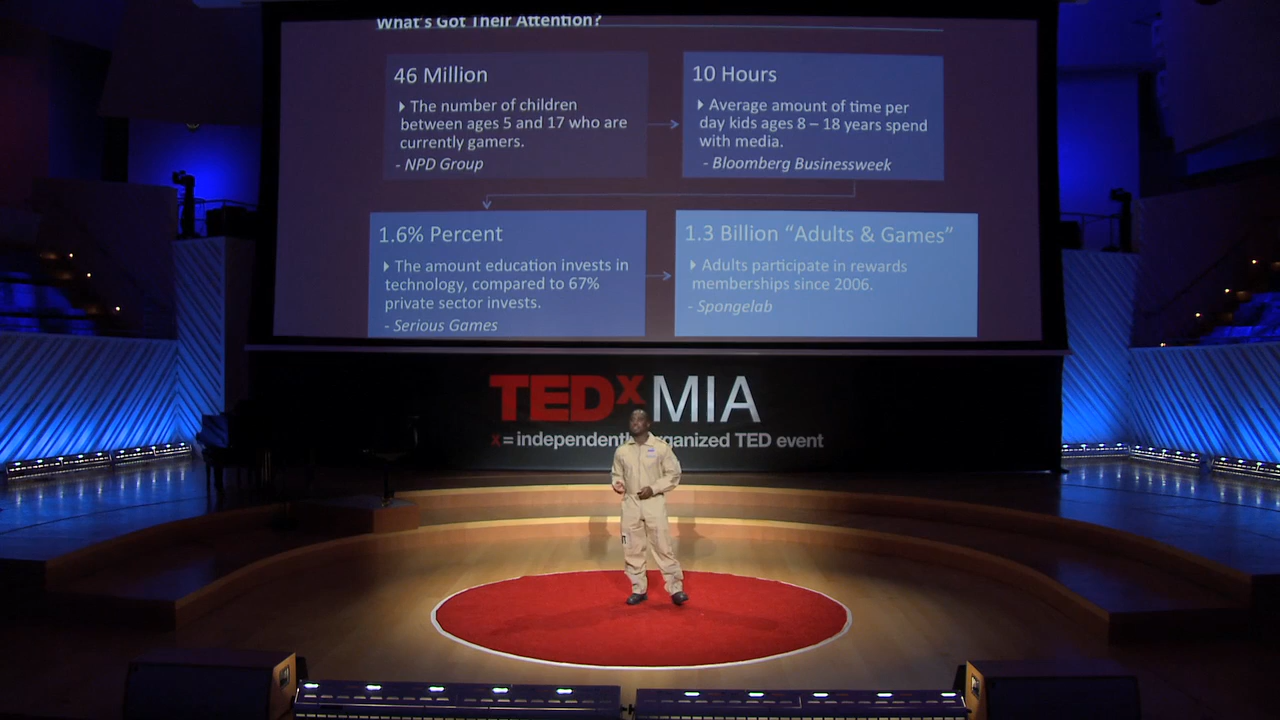 What's Got Their Attention?
46 Million
The number of children
between ages 5 and 17 who are
currently gamers.
- NPD Group
10 Hours
Average amount of time per
day kids ages 8 – 18 years spend
with media.
- Bloomberg Businessweek
1.6% Percent
The amount education invests in
technology, compared to 67%
private sector invests.
- Serious Games
1.3 Billion “Adults & Games”
Adults participate in rewards
memberships since 2006.
- Spongelab
TEDx MIA
x = independently organized TED event